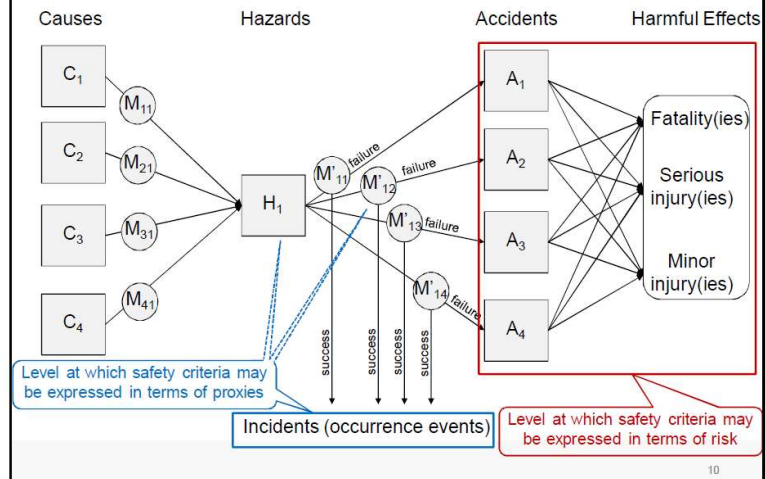 Causes
Hazards
Accidents
Harmful Effects
C1
C2
C3
C4
M11
M21
M31
M41
H1
M'11
M'12
M'13
M'14
failure
failure
failure
failure
success
success
success
success
A1
A2
A3
A4
Fatality(ies)
Serious
injury(ies)
Minor
injury(ies)
Level at which safety criteria may
be expressed in terms of proxies
Incidents (occurrence events)
Level at which safety criteria may
be expressed in terms of risk
10